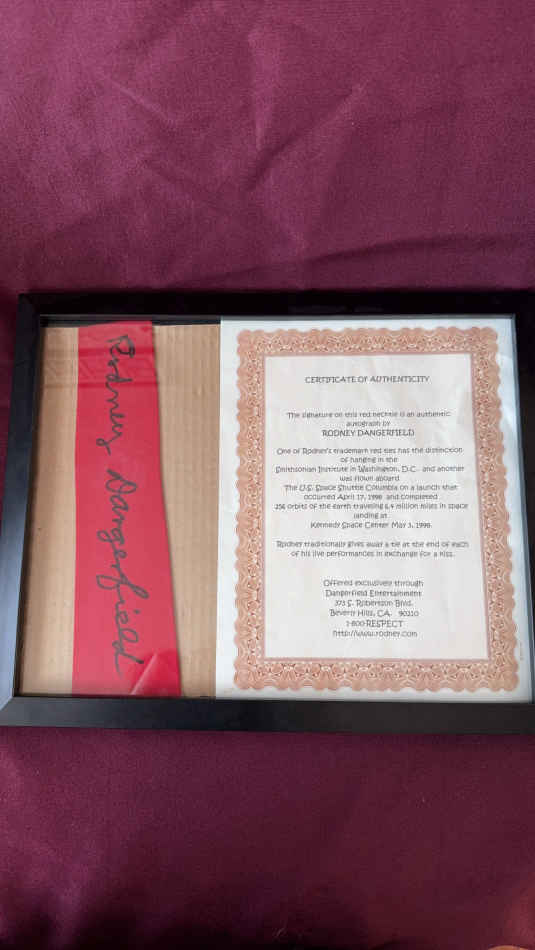 Rodney Dangerfield
CERTIFICATE OF AUTHENTICITY
The signature on this red necktie is an authentic
autograph by
RODNEY DANGERFIELD
One of Rodney's trademark red ties has the distinction
of hanging in the
Smithsonian Institute in Washington, D.C. and another
was flown aboard
The U.S. Space Shuttle Columbia on a launch that
occurred April 17, 1998 and completed
256 orbits of the earth traveling 6.4 million miles in space
landing at
Kennedy Space Center May 3, 1998.
Rodney traditionally gives away a tie at the end of each
of his live performances in exchange for a kiss.
Offered exclusively through
Dangerfield Entertainment
373 S. Robertson Blvd.
Beverly Hills, CA. 90210
1-800-RESPECT
http://www.rodney.com